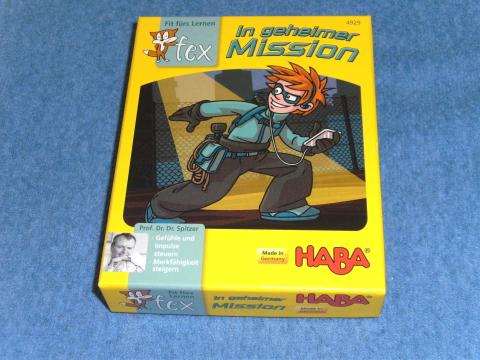 Fit fürs Lernen
fex
In geheimer
Mission
4929
Prof. Dr. Dr. Spitzer
Gefühle und
Impulse
steuern
Merkfähigkeit
steigern
Made in
Germany
HABA®
Fit fürs
Lernen
fex
In geheimer
Mission
HABA®